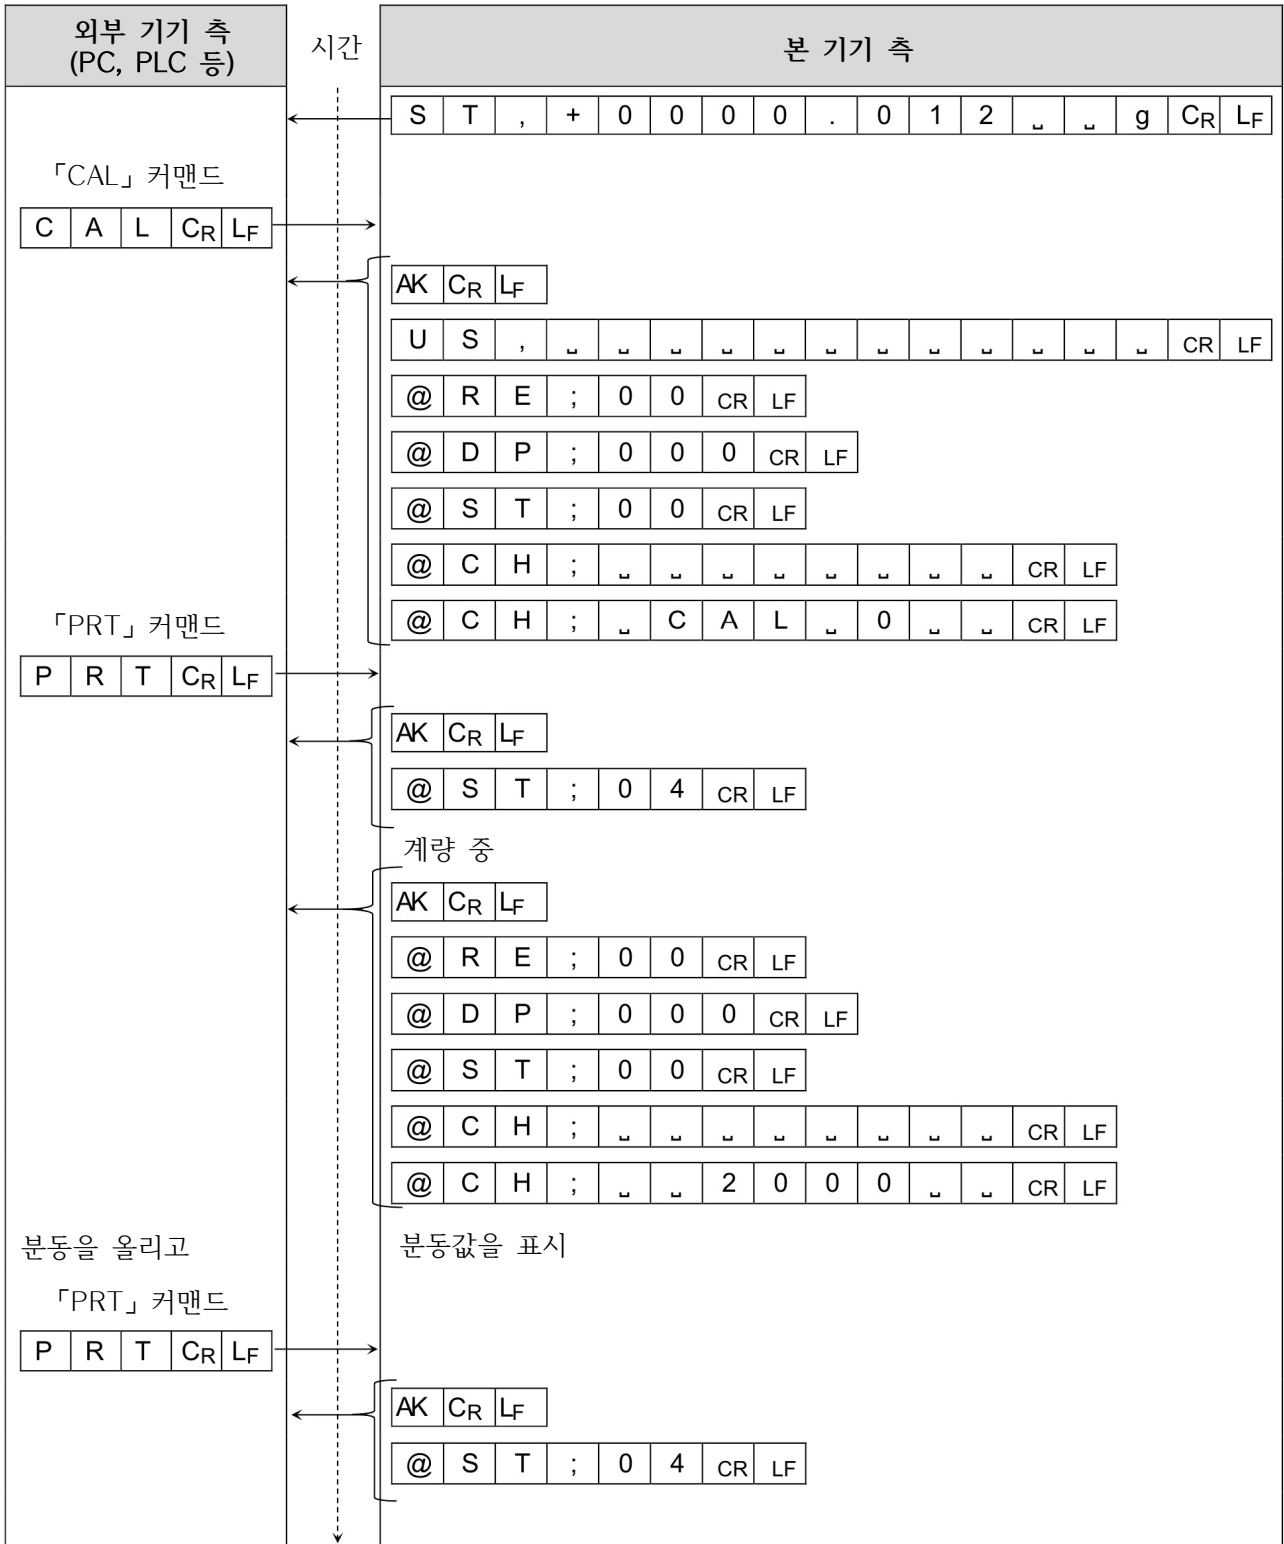 외부 기기 측
(PC, PLC 등)
시간
본 기기 측
S T , + 0 0 0 0 . 0 1 2 ␣ ␣ g CR LF
「CAL」 커맨드
C A L CR LF
AK CR LF
U S , ␣ ␣ ␣ ␣ ␣ ␣ ␣ ␣ ␣ ␣ ␣ ␣ CR LF
@ R E ; 0 0 CR LF
@ D P ; 0 0 0 CR LF
@ S T ; 0 0 CR LF
@ C H ; ␣ ␣ ␣ ␣ ␣ ␣ ␣ ␣ CR LF
@ C H ; ␣ C A L ␣ 0 ␣ ␣ CR LF
「PRT」 커맨드
P R T CR LF
AK CR LF
@ S T ; 0 4 CR LF
계량 중
AK CR LF
@ R E ; 0 0 CR LF
@ D P ; 0 0 0 CR LF
@ S T ; 0 0 CR LF
@ C H ; ␣ ␣ ␣ ␣ ␣ ␣ ␣ ␣ CR LF
@ C H ; ␣ ␣ 2 0 0 0 ␣ ␣ CR LF
분동을 올리고
분동값을 표시
「PRT」 커맨드
P R T CR LF
AK CR LF
@ S T ; 0 4 CR LF